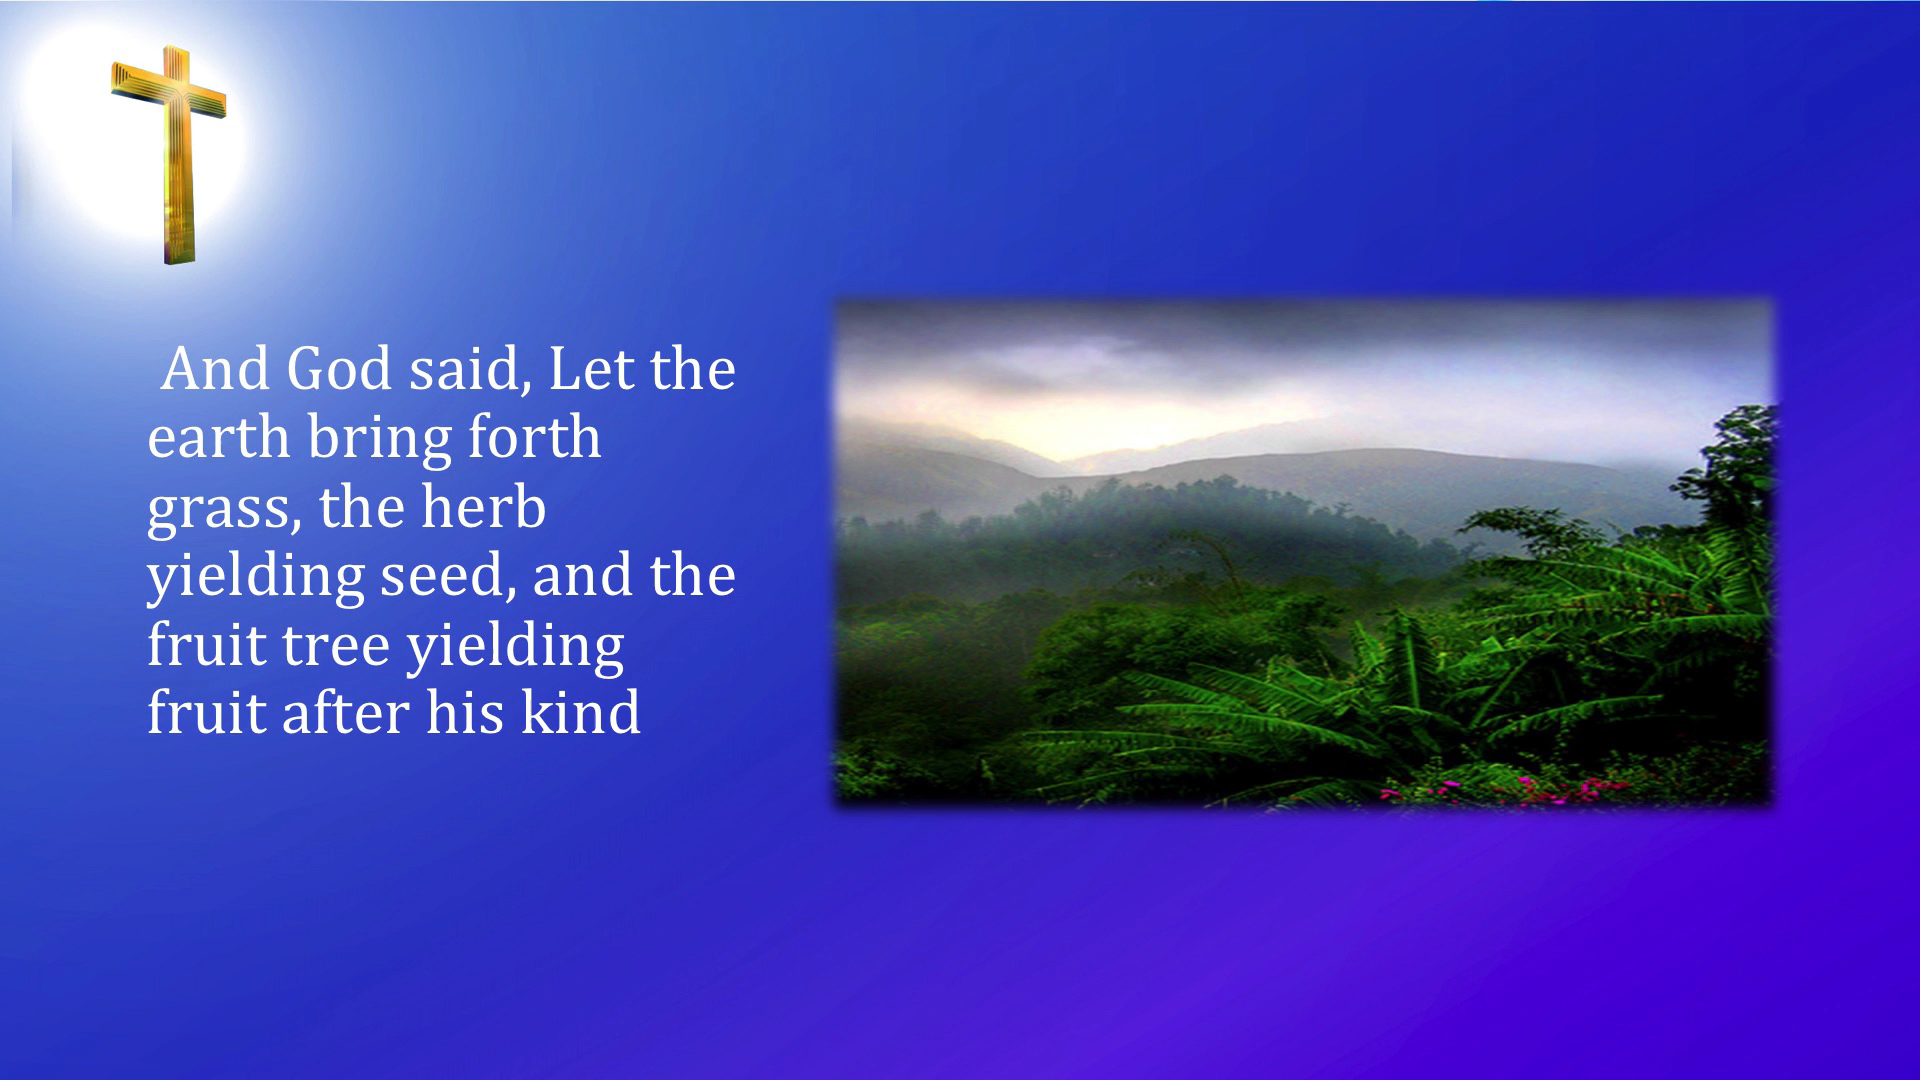 And God said, Let the
earth bring forth
grass, the herb
yielding seed, and the
fruit tree yielding
fruit after his kind